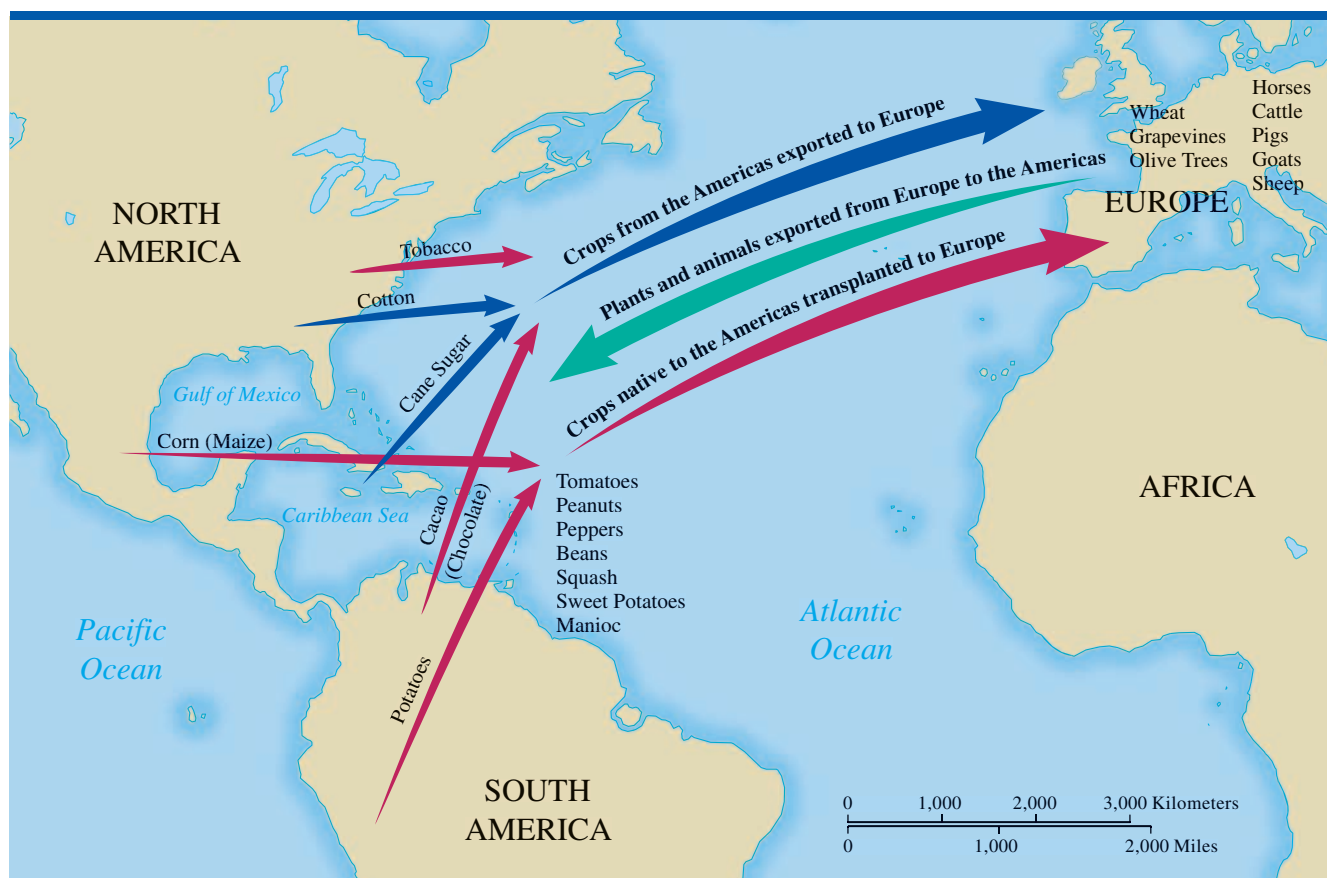 NORTH
AMERICA
Tobacco
Cotton
Cane Sugar
Gulf of Mexico
Corn (Maize)
Caribbean Sea
Cacao
(Chocolate)
Potatoes
Crops from the Americas exported to Europe
Plants and animals exported from Europe to the Americas
Crops native to the Americas transplanted to Europe
Wheat
Grapevines
Olive Trees
Horses
Cattle
Pigs
Goats
Sheep
EUROPE
Tomatoes
Peanuts
Peppers
Beans
Squash
Sweet Potatoes
Manioc
AFRICA
Pacific
Ocean
Atlantic
Ocean
SOUTH
AMERICA
0 1,000 2,000 3,000 Kilometers
0 1,000 2,000 Miles